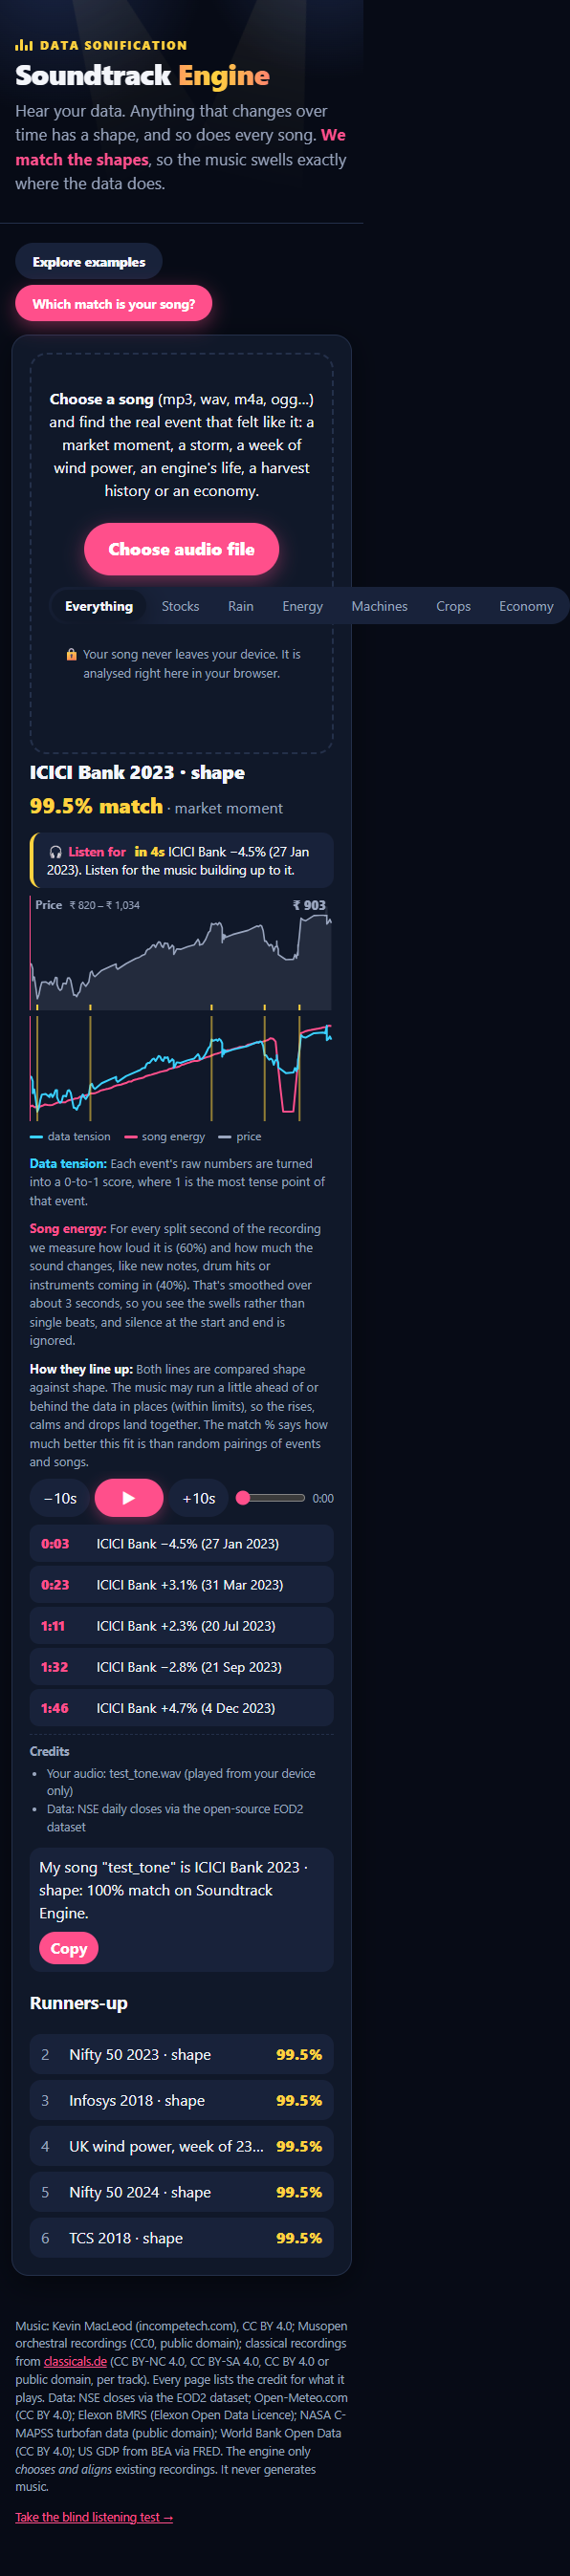 DATA SONIFICATION
Soundtrack Engine
Hear your data. Anything that changes over
time has a shape, and so does every song. We
match the shapes, so the music swells exactly
where the data does.
Explore examples
Which match is your song?
Choose a song (mp3, wav, m4a, ogg...)
and find the real event that felt like it: a
market moment, a storm, a week of
wind power, an engine's life, a harvest
history or an economy.
Choose audio file
Everything Stocks Rain Energy Machines Crops Economy
🔒 Your song never leaves your device. It is
analysed right here in your browser.
ICICI Bank 2023 · shape
99.5% match · market moment
🎧 Listen for in 4s ICICI Bank −4.5% (27 Jan
2023). Listen for the music building up to it.
Price ₹ 820 – ₹ 1,034 ₹ 903
data tension song energy price
Data tension: Each event's raw numbers are turned
into a 0-to-1 score, where 1 is the most tense point of
that event.
Song energy: For every split second of the recording
we measure how loud it is (60%) and how much the
sound changes, like new notes, drum hits or
instruments coming in (40%). That's smoothed over
about 3 seconds, so you see the swells rather than
single beats, and silence at the start and end is
ignored.
How they line up: Both lines are compared shape
against shape. The music may run a little ahead of or
behind the data in places (within limits), so the rises,
calms and drops land together. The match % says how
much better this fit is than random pairings of events
and songs.
−10s ▶ +10s 0:00
0:03 ICICI Bank −4.5% (27 Jan 2023)
0:23 ICICI Bank +3.1% (31 Mar 2023)
1:11 ICICI Bank +2.3% (20 Jul 2023)
1:32 ICICI Bank −2.8% (21 Sep 2023)
1:46 ICICI Bank +4.7% (4 Dec 2023)
Credits
• Your audio: test_tone.wav (played from your device
only)
• Data: NSE daily closes via the open-source EOD2
dataset
My song "test_tone" is ICICI Bank 2023 ·
shape: 100% match on Soundtrack
Engine.
Copy
Runners-up
2 Nifty 50 2023 · shape 99.5%
3 Infosys 2018 · shape 99.5%
4 UK wind power, week of 23... 99.5%
5 Nifty 50 2024 · shape 99.5%
6 TCS 2018 · shape 99.5%
Music: Kevin MacLeod (incompetech.com), CC BY 4.0; Musopen
orchestral recordings (CC0, public domain); classical recordings
from classicals.de (CC BY-NC 4.0, CC BY-SA 4.0, CC BY 4.0 or
public domain, per track). Every page lists the credit for what it
plays. Data: NSE closes via the EOD2 dataset; Open-Meteo.com
(CC BY 4.0); Elexon BMRS (Elexon Open Data Licence); NASA C-
MAPSS turbofan data (public domain); World Bank Open Data
(CC BY 4.0); US GDP from BEA via FRED. The engine only
chooses and aligns existing recordings. It never generates
music.
Take the blind listening test →